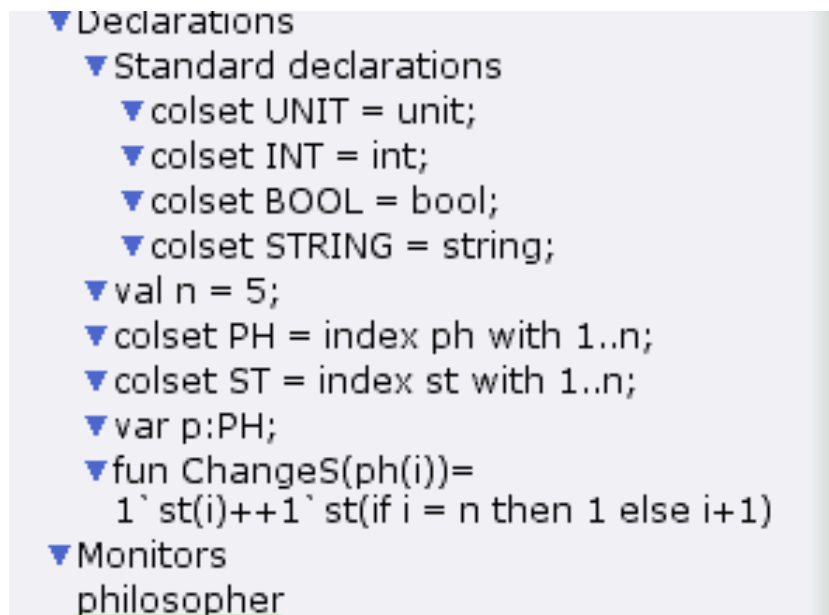 Declarations
Standard declarations
colset UNIT = unit;
colset INT = int;
colset BOOL = bool;
colset STRING = string;
val n = 5;
colset PH = index ph with 1..n;
colset ST = index st with 1..n;
var p:PH;
fun ChangeS(ph(i))=
1`st(i)++1`st(if i = n then 1 else i+1)
Monitors
philosopher